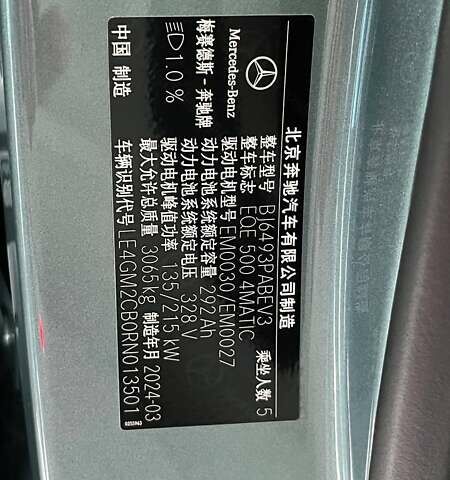 Mercedes-Benz
梅赛德斯-奔驰牌
1.0 %
中国 制造
北京奔驰汽车有限公司制造
整车型号 BJ6493PABEV3
整车标志 EQE 500 4MATIC 乘坐人数 5
驱动电机型号 EM0030/EM0027
动力电池系统额定容量 292Ah
动力电池系统额定电压 328 V
驱动电机峰值功率 135/215 kW
最大允许总质量 3065kg 制造年月 2024-03
车辆识别代号 LE4GM2CB0RN013501